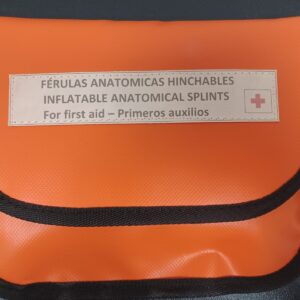 FÉRULAS ANATOMICAS HINCHABLES
INFLATABLE ANATOMICAL SPLINTS
For first aid – Primeros auxilios